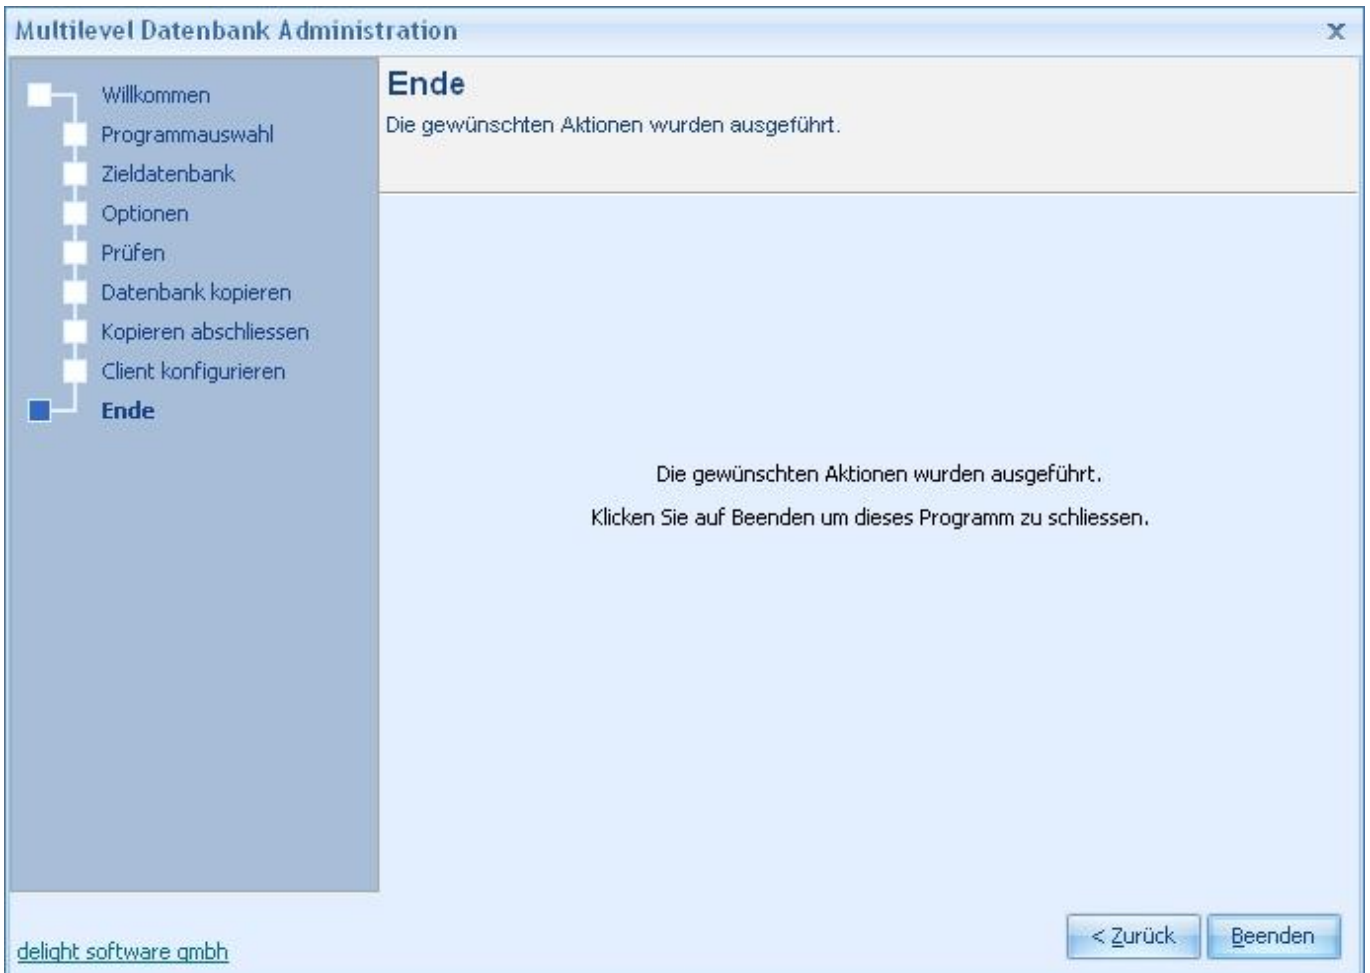 Multilevel Datenbank Administration
x
Willkommen
Programmauswahl
Zieldatenbank
Optionen
Prüfen
Datenbank kopieren
Kopieren abschliessen
Client konfigurieren
Ende
Ende
Die gewünschten Aktionen wurden ausgeführt.
Die gewünschten Aktionen wurden ausgeführt.
Klicken Sie auf Beenden um dieses Programm zu schliessen.
delight software gmbh
< Zurück
Beenden